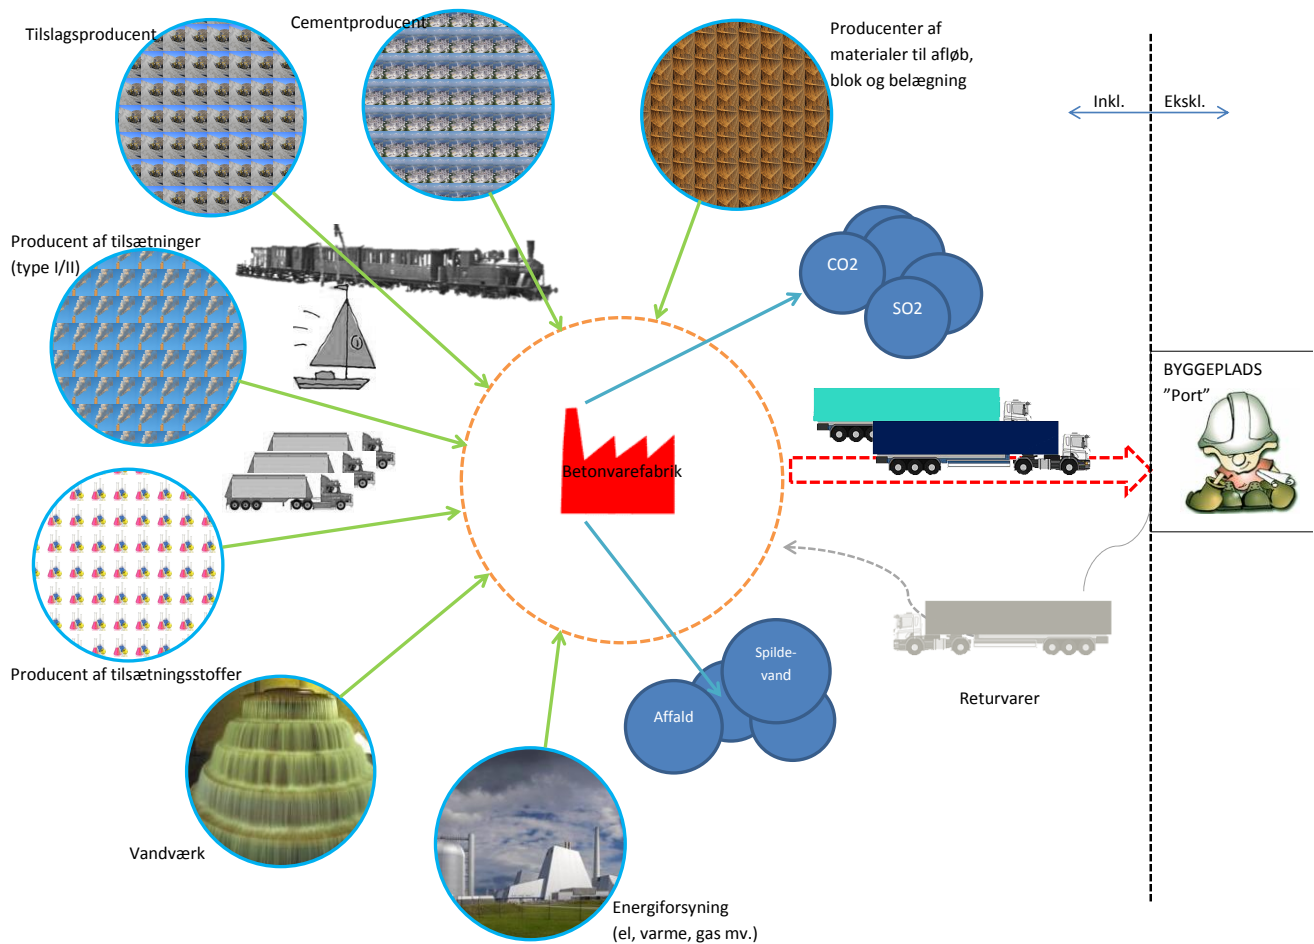 Tilslagsproducent
Cementproducent
Producenter af
materialer til afløb,
blok og belægning
Inkl.
Ekskl.
Producent af tilsætninger
(type I/II)
CO2
SO2
BYGGEPLADS
”Port”
Betonvarefabrik
Producent af tilsætningsstoffer
Spilde-
vand
Affald
Returvarer
Vandværk
Energiforsyning
(el, varme, gas mv.)